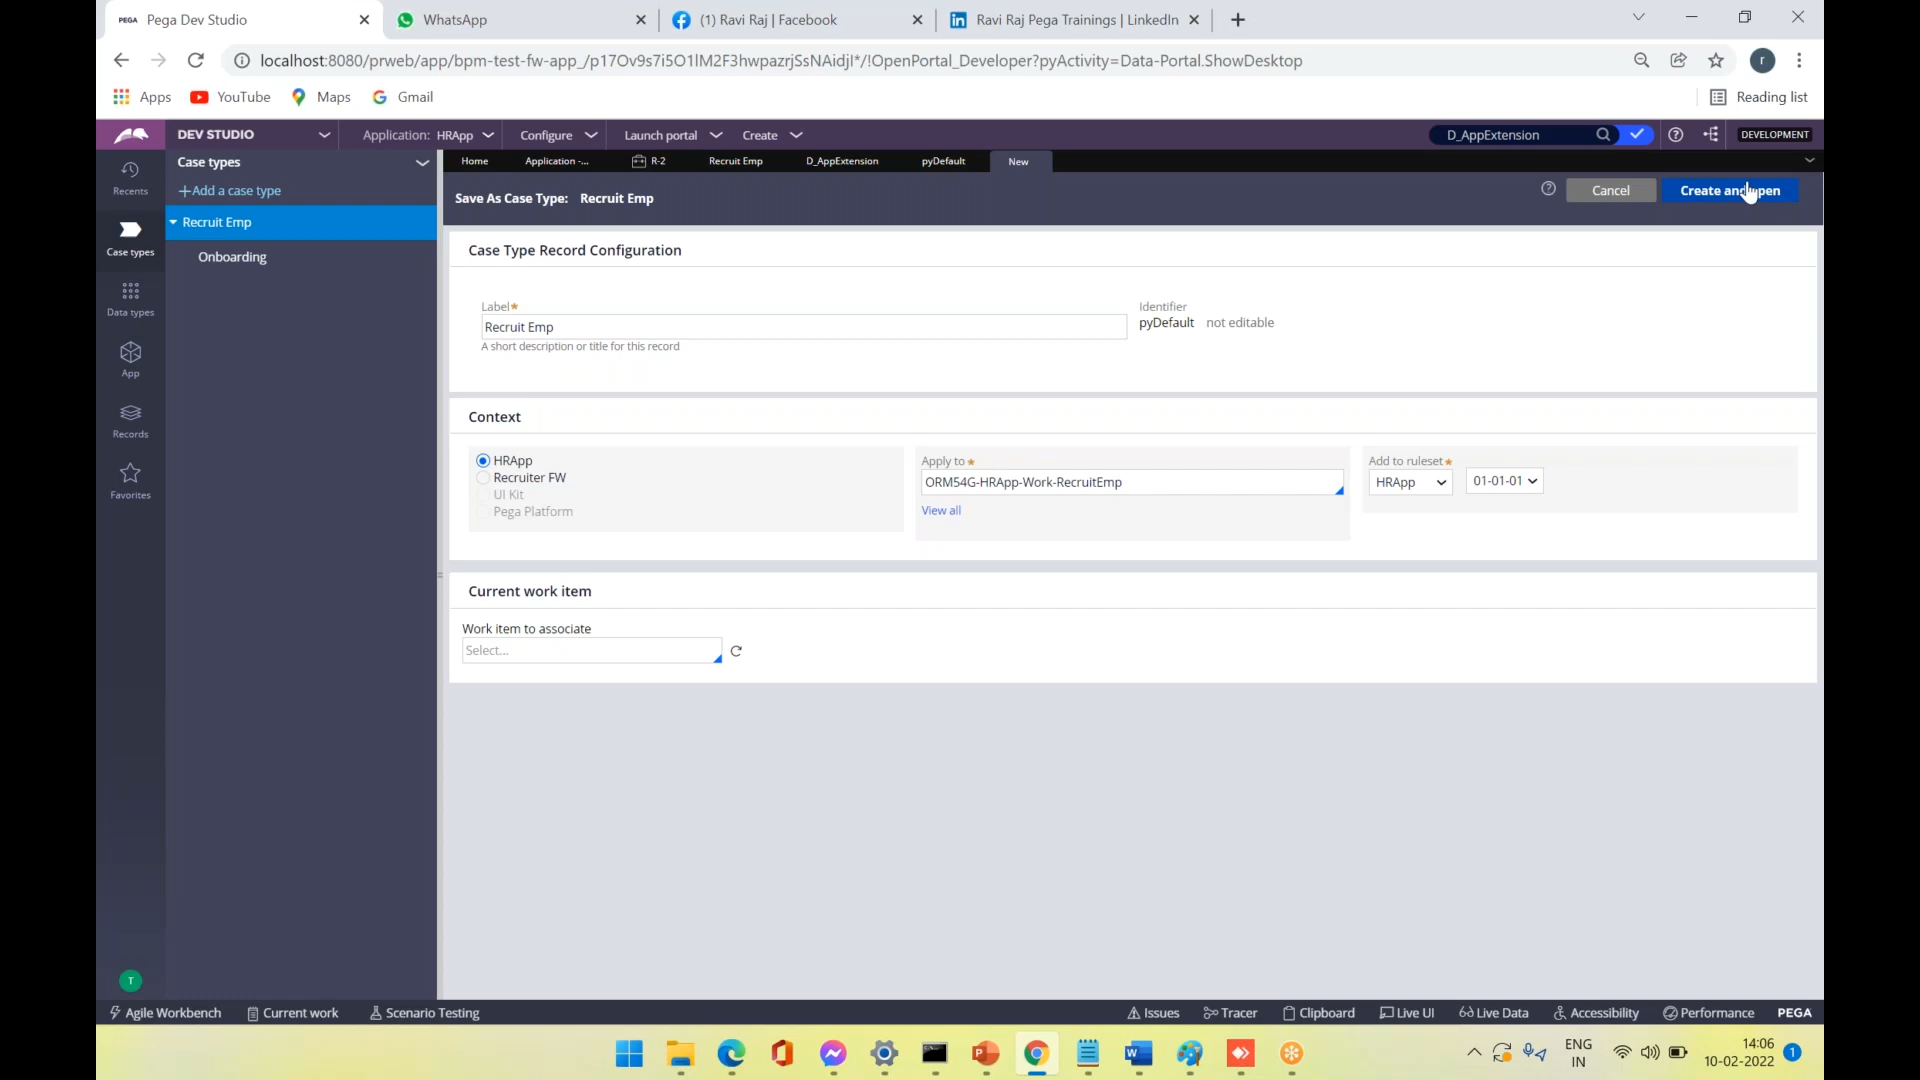 PEGA Pega Dev Studio
WhatsApp
(1) Ravi Raj | Facebook
in Ravi Raj Pega Trainings | LinkedIn
localhost:8080/prweb/app/bpm-test-fw-app_/p17Ov9s7i5O1lM2F3hwpazrjSsNAidjI*/!OpenPortal_Developer?pyActivity=Data-Portal.ShowDesktop
r
Apps YouTube Maps Gmail
Reading list
DEV STUDIO
Application: HRApp
Configure
Launch portal
Create
D_AppExtension
DEVELOPMENT
Recents
Case types
Data types
App
Records
Favorites
T
Case types
+Add a case type
Recruit Emp
Onboarding
Home Application -... R-2 Recruit Emp D_AppExtension pyDefault New
Save As Case Type: Recruit Emp
Cancel
Create and open
Case Type Record Configuration
Label*
Recruit Emp
A short description or title for this record
Identifier
pyDefault not editable
Context
HRApp
Recruiter FW
UI Kit
Pega Platform
Apply to *
ORM54G-HRApp-Work-RecruitEmp
View all
Add to ruleset*
HRApp 01-01-01
Current work item
Work item to associate
Select...
Agile Workbench Current work Scenario Testing
Issues Tracer Clipboard Live UI Live Data Accessibility Performance PEGA
ENG
IN
14:06
10-02-2022
1